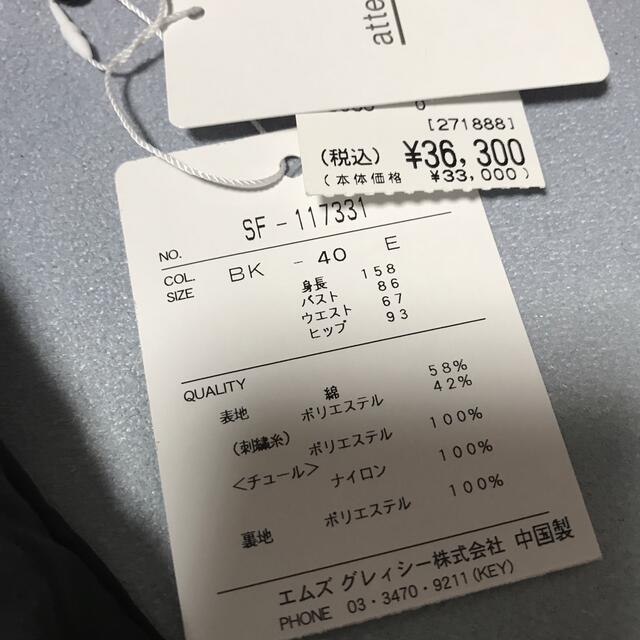 atte
0
[271888]
(税込) ¥36,300
(本体価格 ¥33,000)
NO. SF-117331
COL. BK - 40 E
SIZE 身長 158
バスト 86
ウエスト 67
ヒップ 93
QUALITY
表地 綿 58%
ポリエステル 42%
(刺繍糸) ポリエステル 100%
<チュール> ナイロン 100%
裏地 ポリエステル 100%
エムズ グレィシー株式会社 中国製
PHONE 03・3470・9211(KEY)